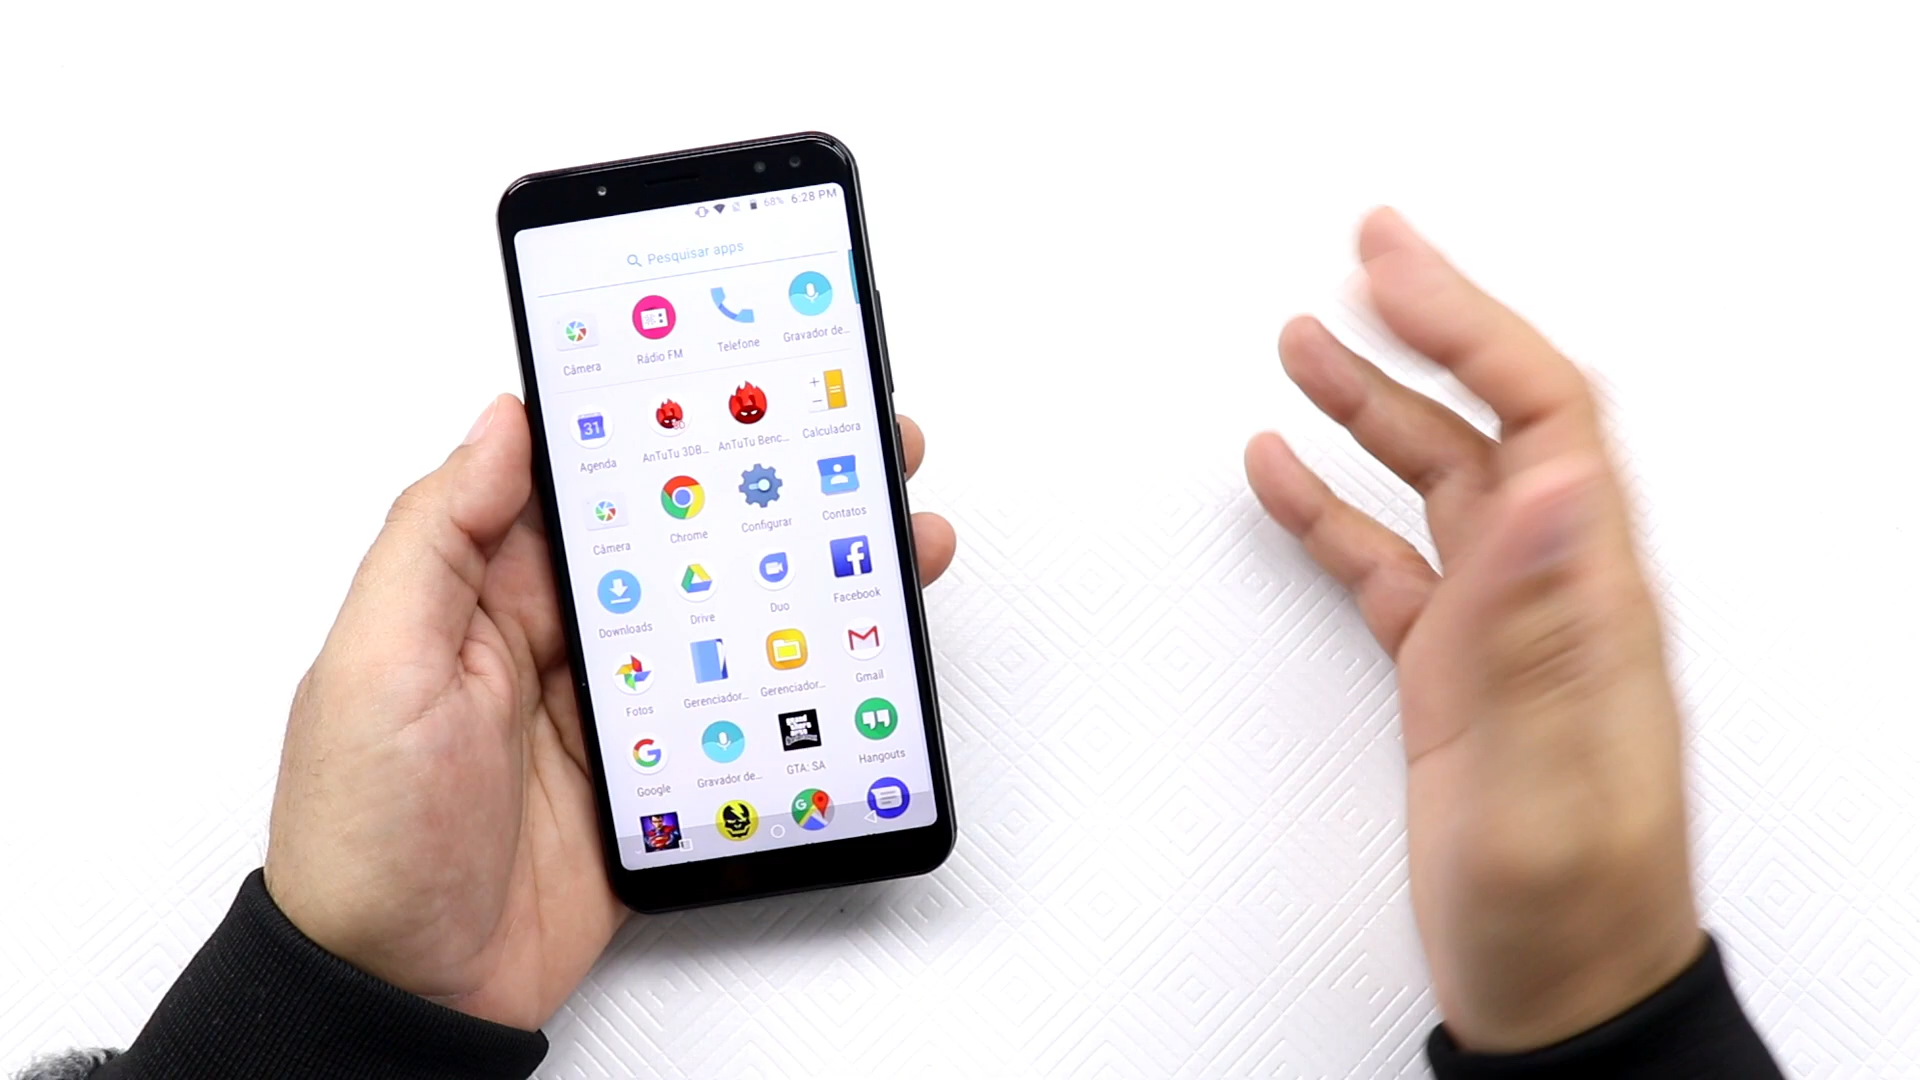 68% 6:28 PM
Pesquisar apps
Câmera Rádio FM Telefone Gravador de...
Agenda AnTuTu 3DB... AnTuTu Benc... Calculadora
31
Câmera Chrome Configurar Contatos
Downloads Drive Duo Facebook
Fotos Gerenciador... Gerenciador... Gmail
Google Gravador de... GTA: SA Hangouts